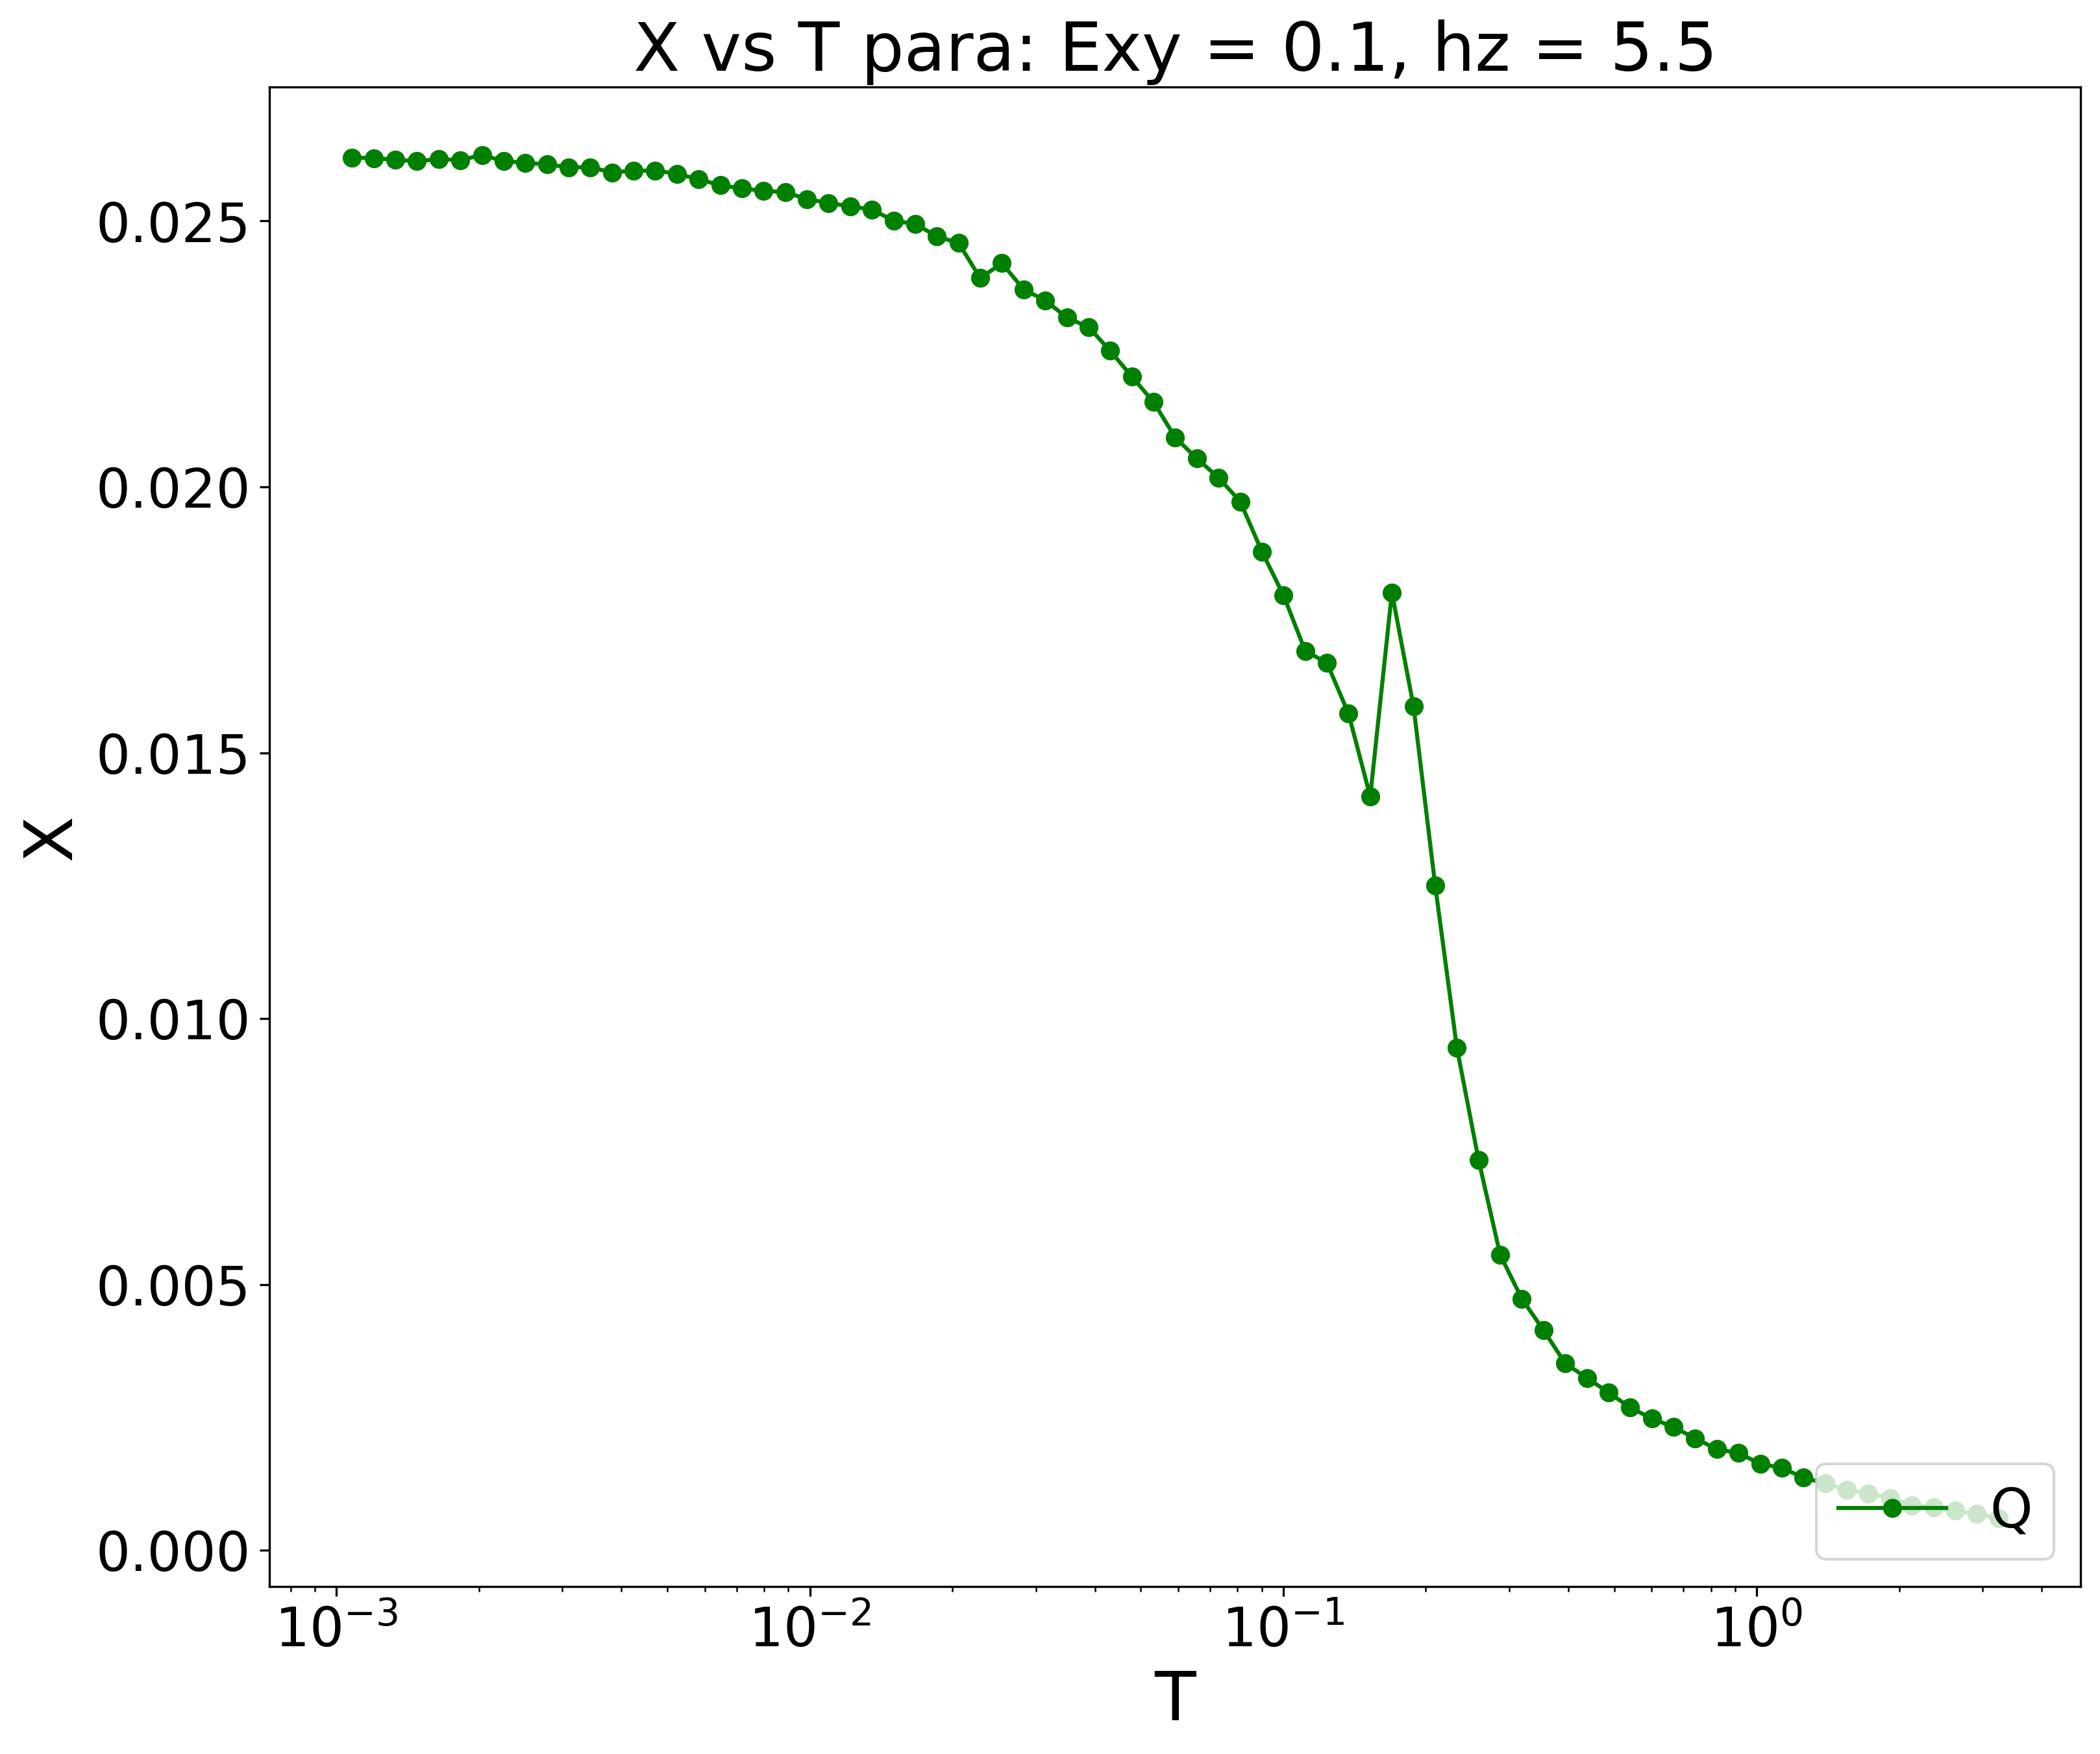 X vs T para: Exy = 0.1, hz = 5.5
X
0.025
0.020
0.015
0.010
0.005
0.000
Q
10⁻³ 10⁻² 10⁻¹ 10⁰
T